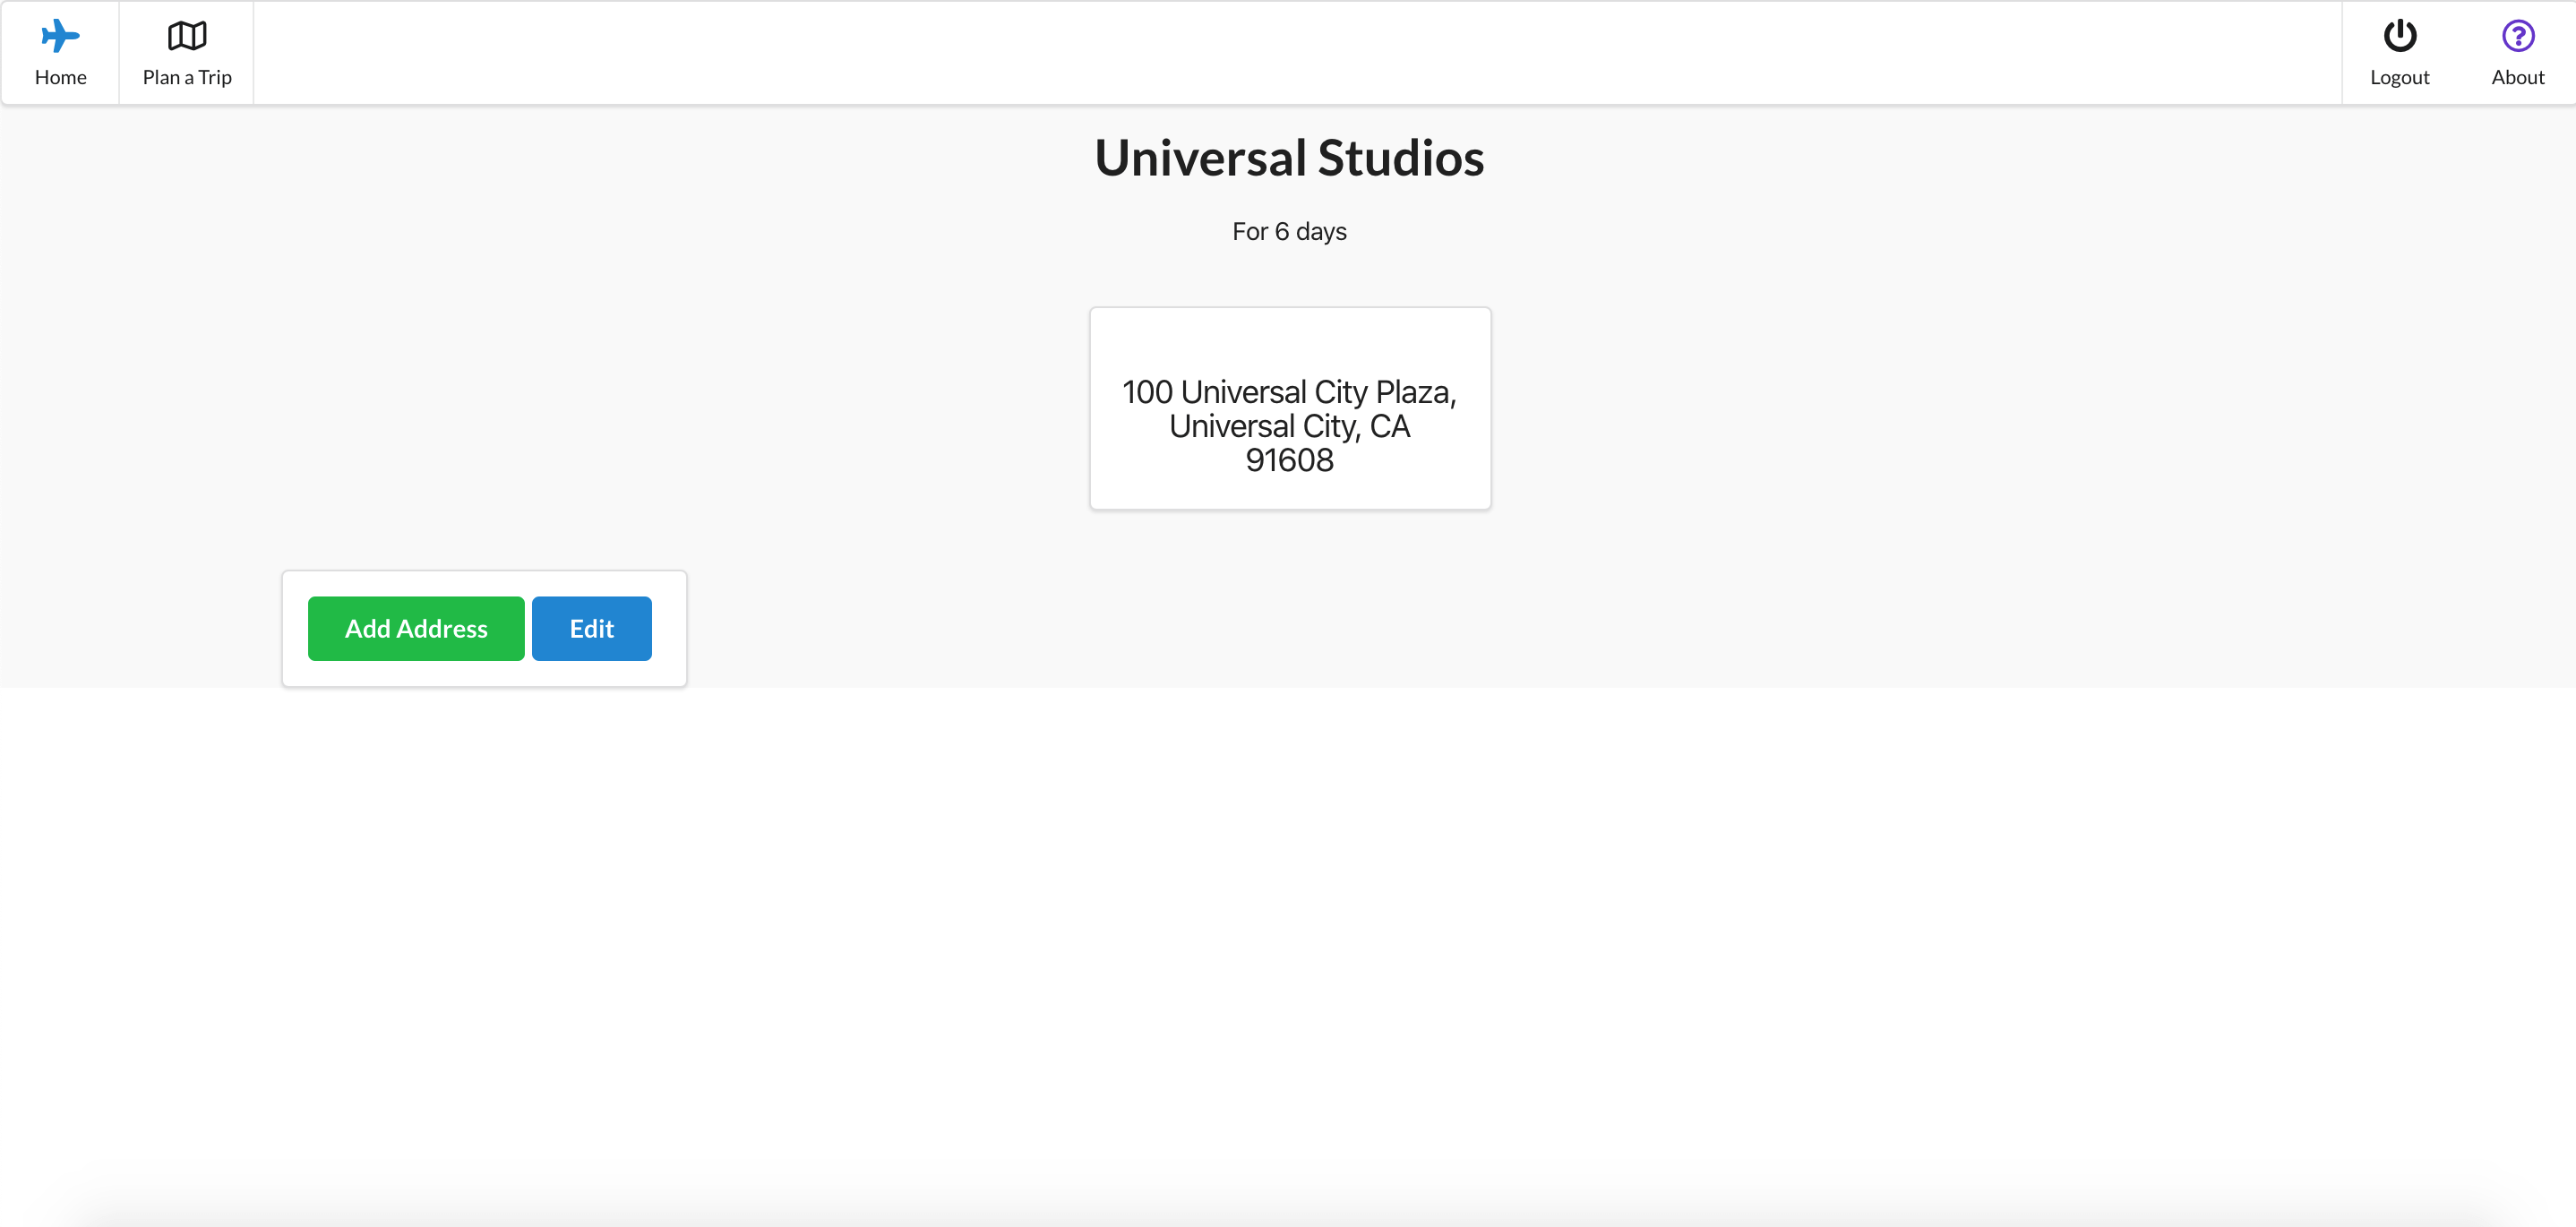 Home
Plan a Trip
Logout
About
Universal Studios
For 6 days
100 Universal City Plaza,
Universal City, CA
91608
Add Address
Edit